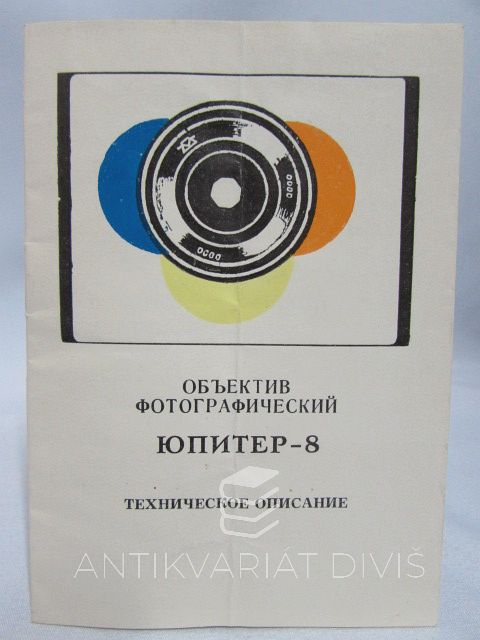 ОБЪЕКТИВ
ФОТОГРАФИЧЕСКИЙ
ЮПИТЕР-8
ТЕХНИЧЕСКОЕ ОПИСАНИЕ
ANTIKVARIÁT DIVIŠ